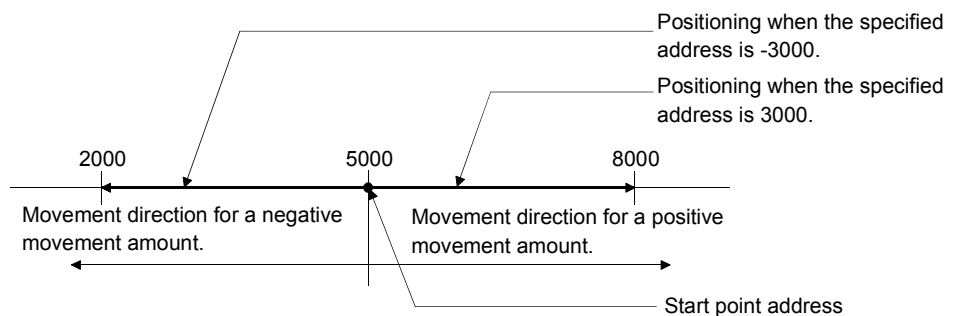 Positioning when the specified
address is -3000.
Positioning when the specified
address is 3000.
2000
5000
8000
Movement direction for a negative
movement amount.
Movement direction for a positive
movement amount.
Start point address